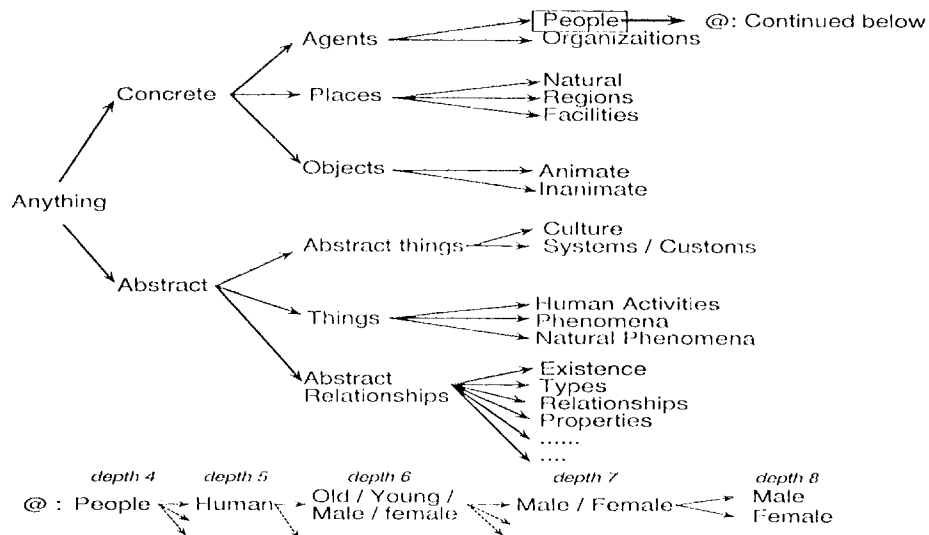 People @: Continued below
Agents Organizaitions
Natural
Concrete Places Regions
Facilities
Objects Animate
Inanimate
Anything
Culture
Abstract things Systems / Customs
Abstract
Human Activities
Things Phenomena
Natural Phenomena
Existence
Abstract Types
Relationships Relationships
Properties
......
....
depth 4 depth 5 depth 6 depth 7 depth 8
@ : People Human Old / Young / Male / Female Male
Male / female Female